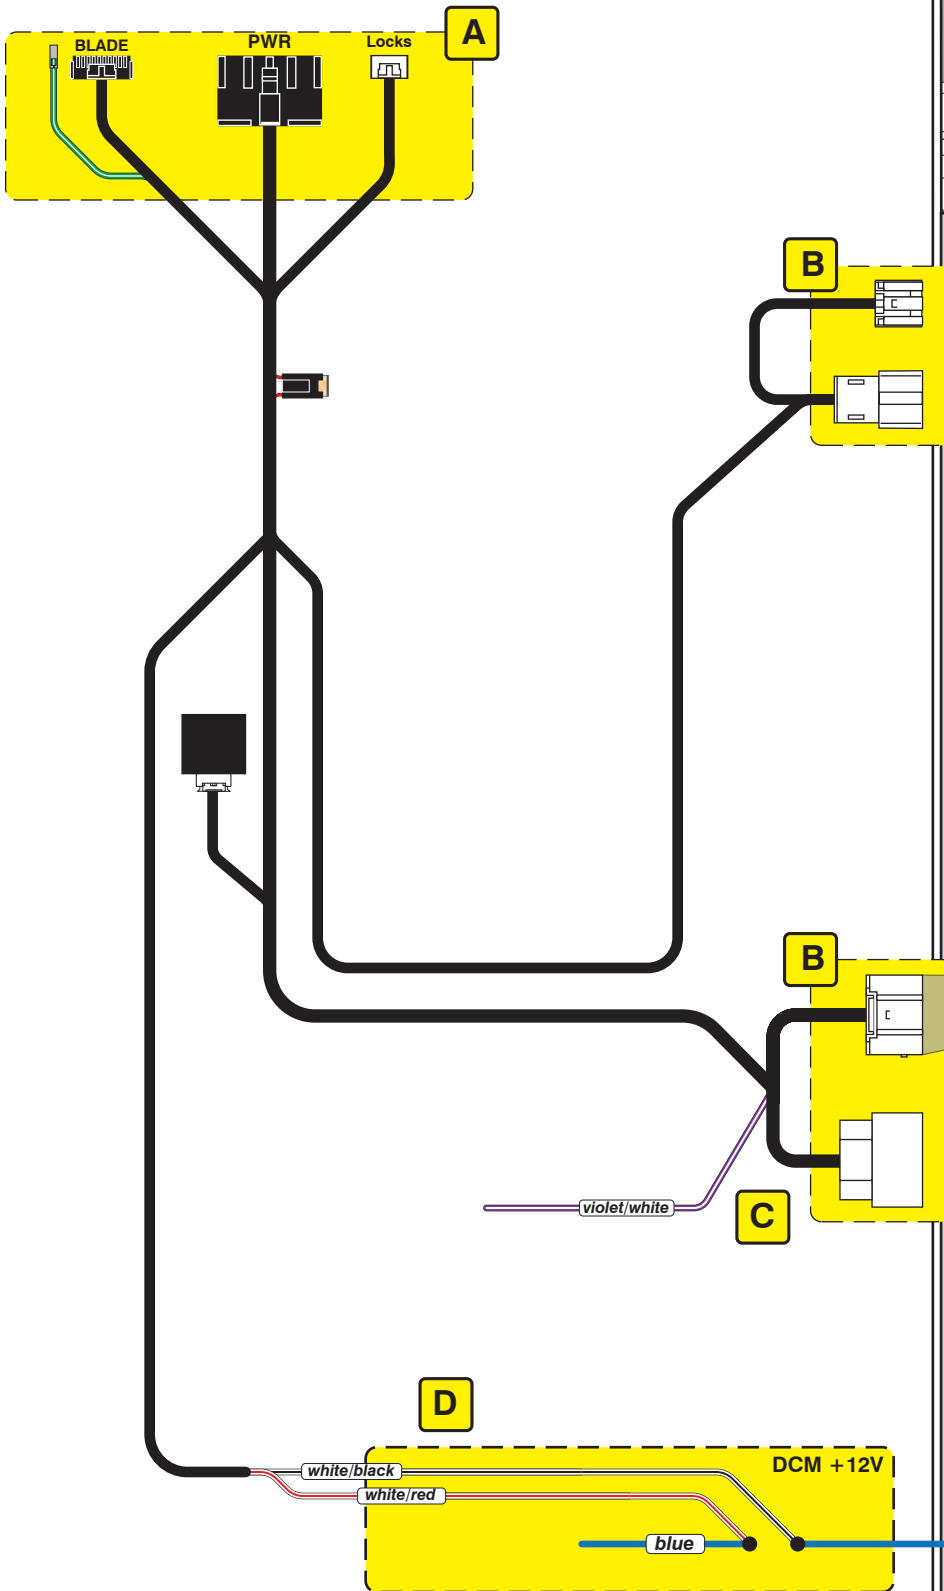 A
BLADE
PWR
Locks
B
B
violet/white
C
D
DCM +12V
white/black
white/red
blue